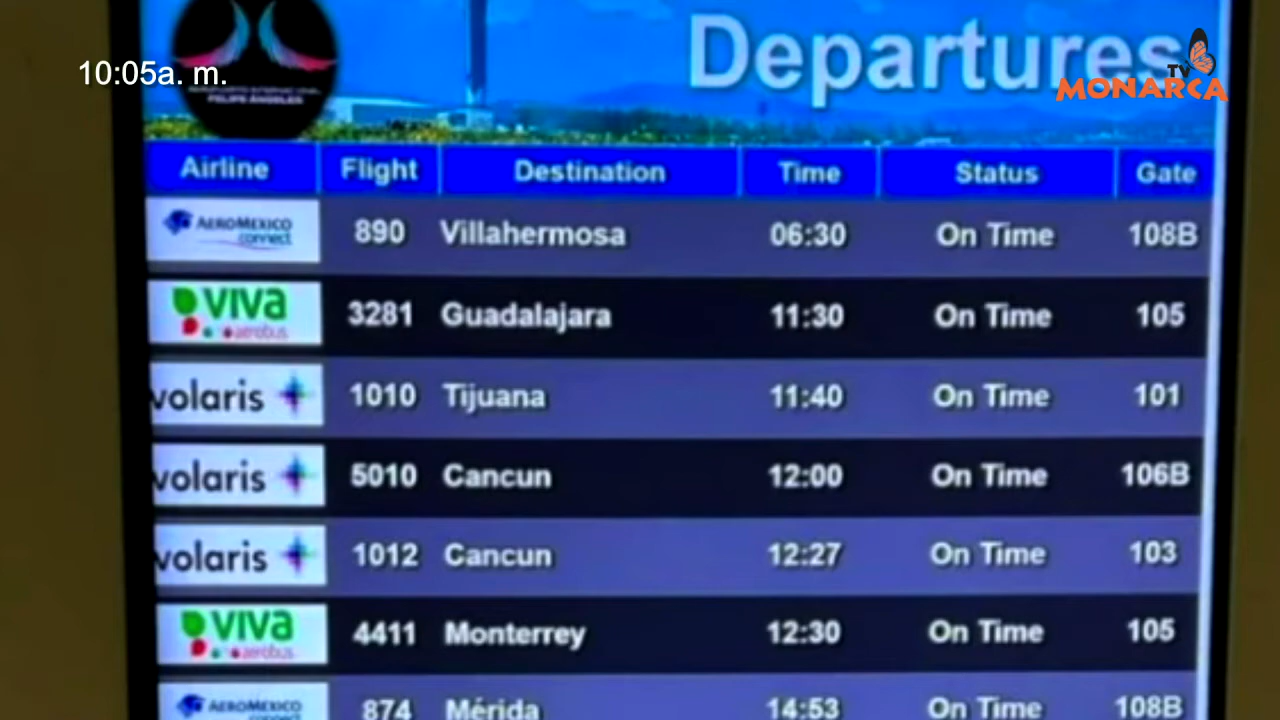 10:05a. m.
Departures
TV
MONARCA
FELIPE ÁNGELES
Airline Flight Destination Time Status Gate
AEROMEXICO connect 890 Villahermosa 06:30 On Time 108B
VIVA aerobus 3281 Guadalajara 11:30 On Time 105
volaris 1010 Tijuana 11:40 On Time 101
volaris 5010 Cancun 12:00 On Time 106B
volaris 1012 Cancun 12:27 On Time 103
VIVA aerobus 4411 Monterrey 12:30 On Time 105
AEROMEXICO connect 874 Mérida 14:53 On Time 108B